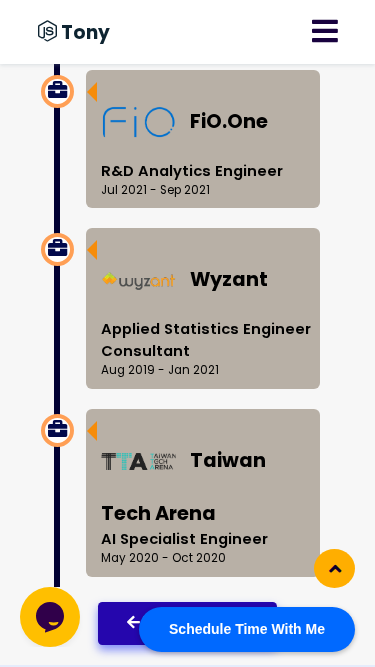 JS Tony
FiO FiO.One
R&D Analytics Engineer
Jul 2021 - Sep 2021
wyzant Wyzant
Applied Statistics Engineer
Consultant
Aug 2019 - Jan 2021
TTA TAIWAN TECH ARENA Taiwan
Tech Arena
AI Specialist Engineer
May 2020 - Oct 2020
Schedule Time With Me